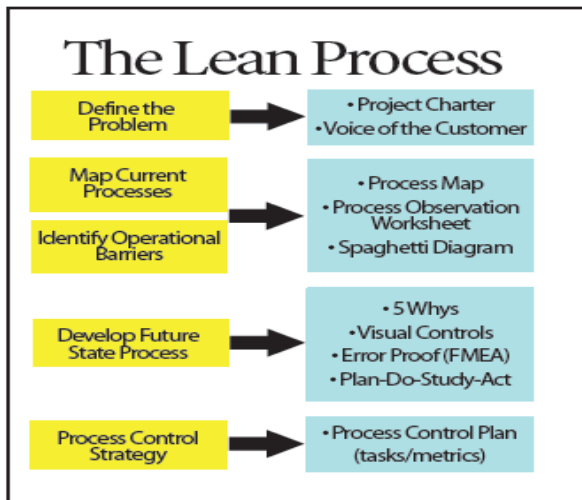 The Lean Process
Define the
Problem
• Project Charter
• Voice of the Customer
Map Current
Processes
Identify Operational
Barriers
• Process Map
• Process Observation
Worksheet
• Spaghetti Diagram
Develop Future
State Process
• 5 Whys
• Visual Controls
• Error Proof (FMEA)
• Plan-Do-Study-Act
Process Control
Strategy
• Process Control Plan
(tasks/metrics)